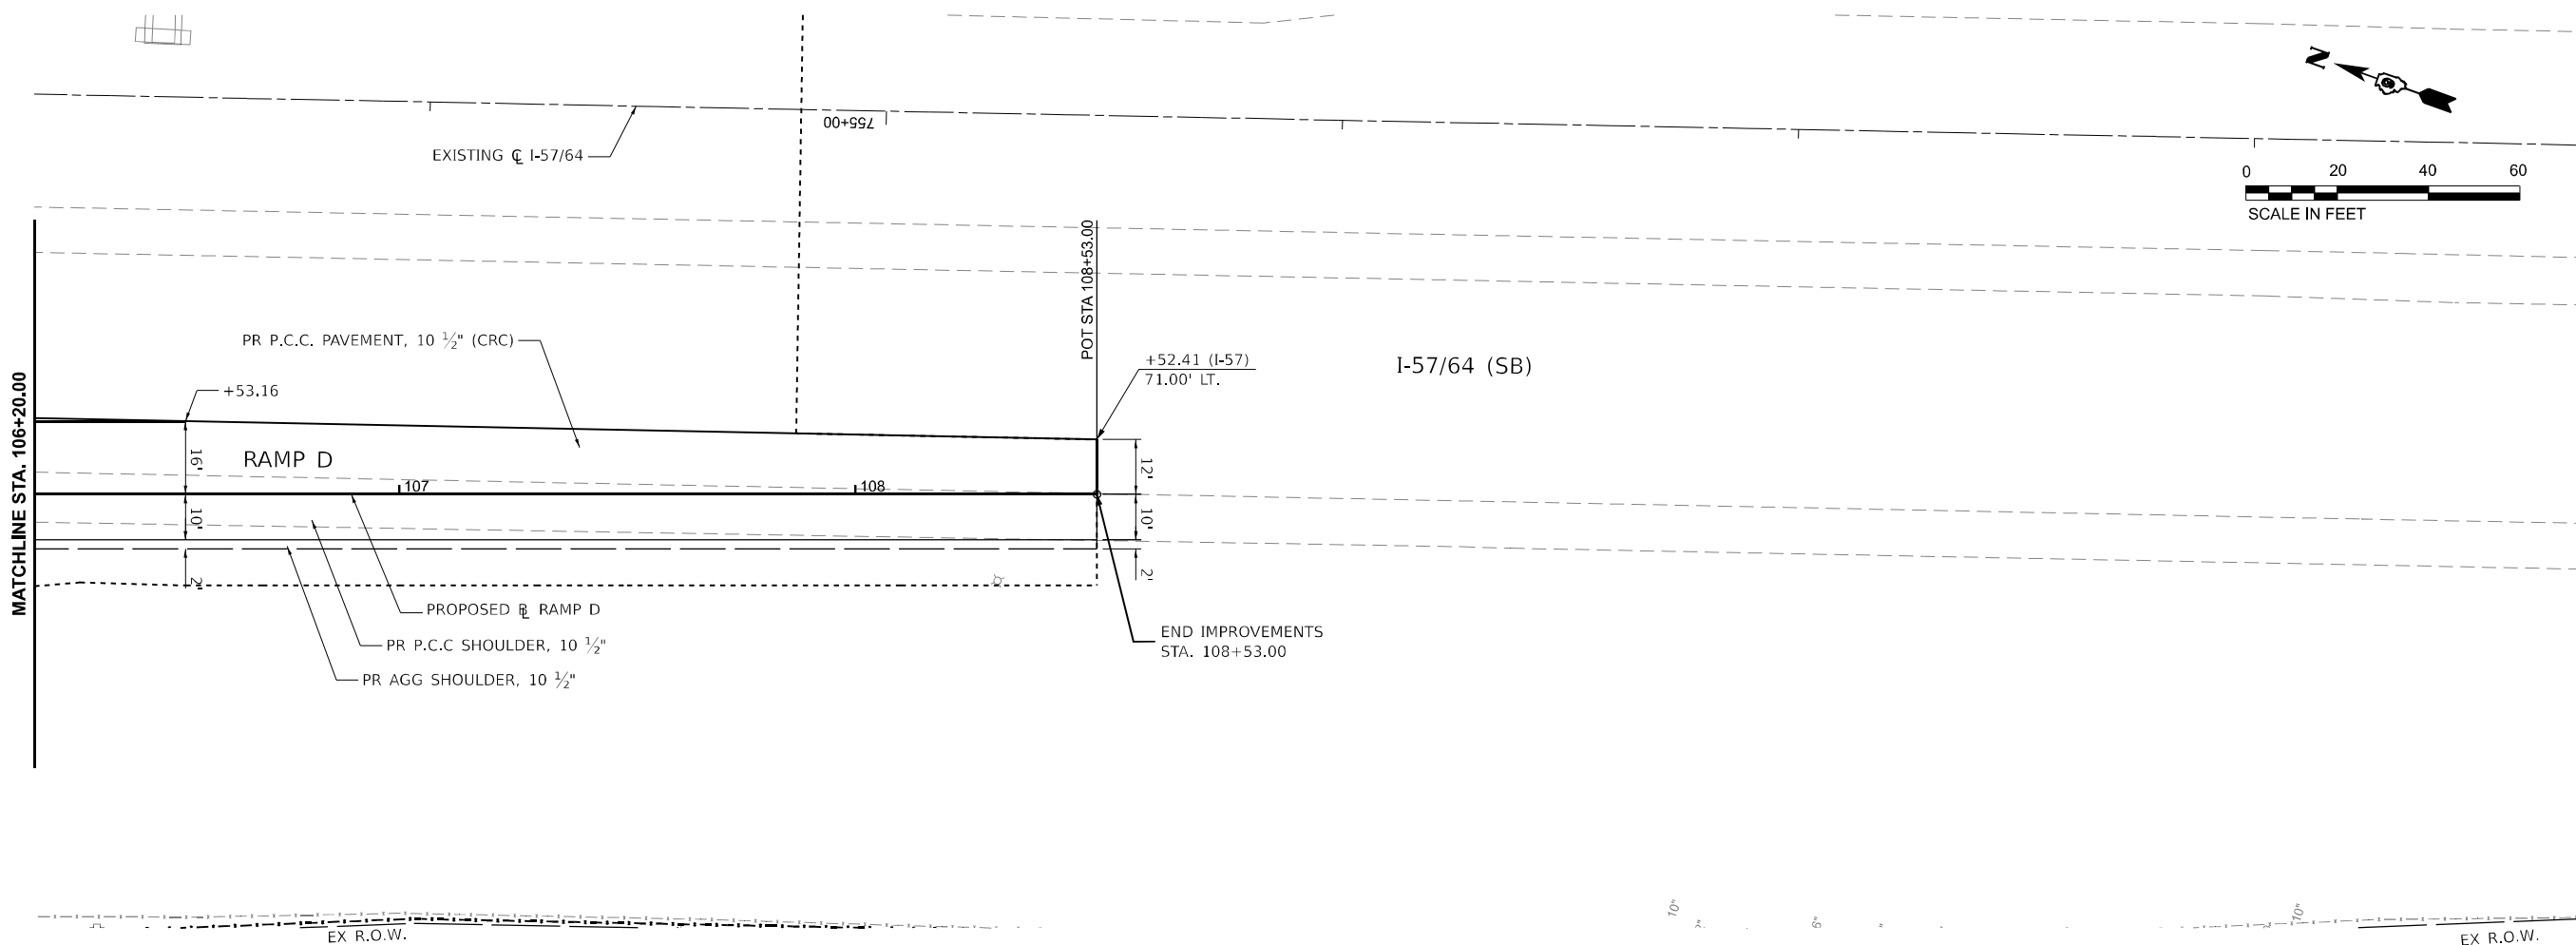 N
755+00
EXISTING ℄ I-57/64
0 20 40 60
SCALE IN FEET
POT STA 108+53.00
PR P.C.C. PAVEMENT, 10 ½" (CRC)
+52.41 (I-57)
71.00' LT.
I-57/64 (SB)
MATCHLINE STA. 106+20.00
+53.16
16'
RAMP D
12'
107
108
10'
10'
2'
2'
PROPOSED B̵L RAMP D
PR P.C.C SHOULDER, 10 ½"
PR AGG SHOULDER, 10 ½"
END IMPROVEMENTS
STA. 108+53.00
10"
6"
10"
EX R.O.W.
EX R.O.W.